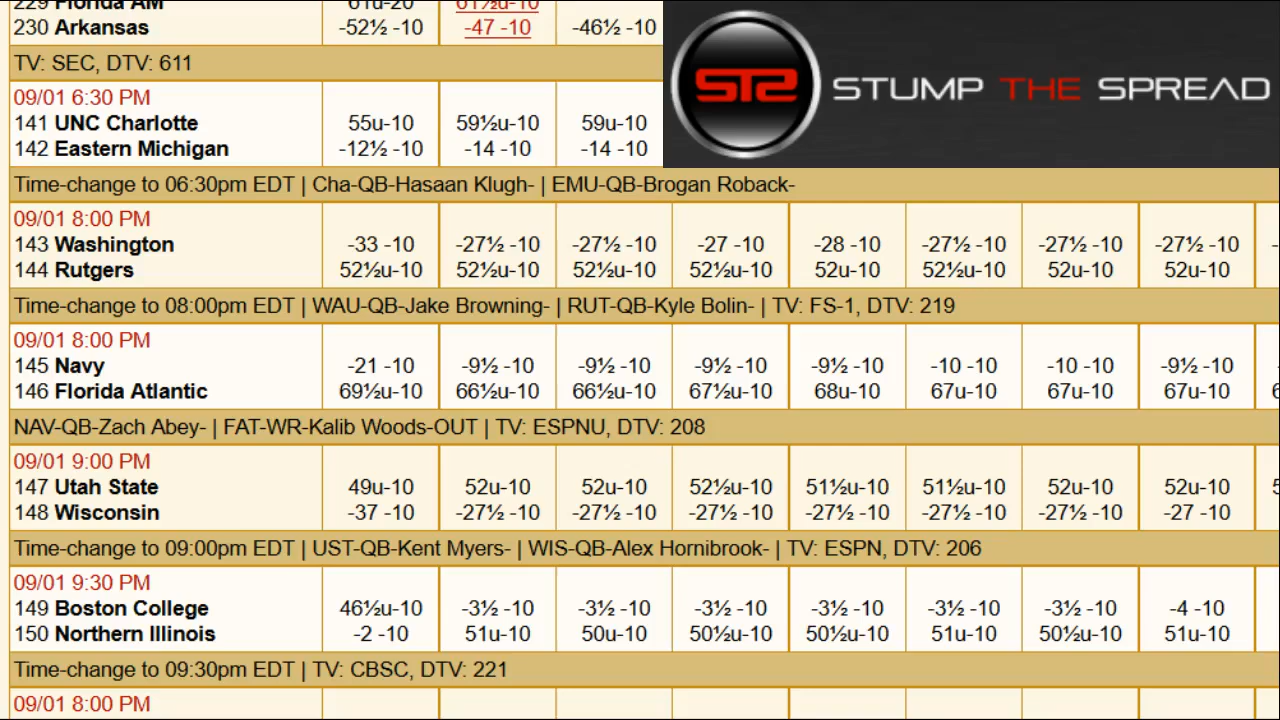 229 Florida AM 61u-20 61½u-10
230 Arkansas -52½ -10 -47 -10 -46½ -10
STS STUMP THE SPREAD
TV: SEC, DTV: 611
09/01 6:30 PM
141 UNC Charlotte 55u-10 59½u-10 59u-10
142 Eastern Michigan -12½ -10 -14 -10 -14 -10
Time-change to 06:30pm EDT | Cha-QB-Hasaan Klugh- | EMU-QB-Brogan Roback-
09/01 8:00 PM
143 Washington -33 -10 -27½ -10 -27½ -10 -27 -10 -28 -10 -27½ -10 -27½ -10 -27½ -10
144 Rutgers 52½u-10 52½u-10 52½u-10 52½u-10 52u-10 52½u-10 52u-10 52u-10
Time-change to 08:00pm EDT | WAU-QB-Jake Browning- | RUT-QB-Kyle Bolin- | TV: FS-1, DTV: 219
09/01 8:00 PM
145 Navy -21 -10 -9½ -10 -9½ -10 -9½ -10 -9½ -10 -10 -10 -10 -10 -9½ -10
146 Florida Atlantic 69½u-10 66½u-10 66½u-10 67½u-10 68u-10 67u-10 67u-10 67u-10
NAV-QB-Zach Abey- | FAT-WR-Kalib Woods-OUT | TV: ESPNU, DTV: 208
09/01 9:00 PM
147 Utah State 49u-10 52u-10 52u-10 52½u-10 51½u-10 51½u-10 52u-10 52u-10
148 Wisconsin -37 -10 -27½ -10 -27½ -10 -27½ -10 -27½ -10 -27½ -10 -27½ -10 -27 -10
Time-change to 09:00pm EDT | UST-QB-Kent Myers- | WIS-QB-Alex Hornibrook- | TV: ESPN, DTV: 206
09/01 9:30 PM
149 Boston College 46½u-10 -3½ -10 -3½ -10 -3½ -10 -3½ -10 -3½ -10 -3½ -10 -4 -10
150 Northern Illinois -2 -10 51u-10 50u-10 50½u-10 50½u-10 51u-10 50½u-10 51u-10
Time-change to 09:30pm EDT | TV: CBSC, DTV: 221
09/01 8:00 PM